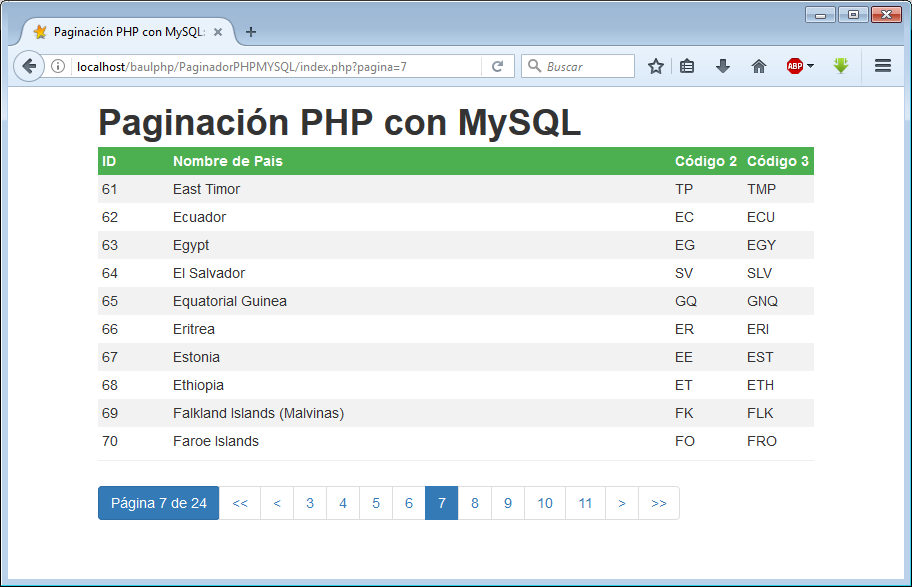 Paginación PHP con MySQL:
localhost/baulphp/PaginadorPHPMYSQL/index.php?pagina=7
Buscar
ABP
Paginación PHP con MySQL
ID Nombre de Pais Código 2 Código 3
61 East Timor TP TMP
62 Ecuador EC ECU
63 Egypt EG EGY
64 El Salvador SV SLV
65 Equatorial Guinea GQ GNQ
66 Eritrea ER ERI
67 Estonia EE EST
68 Ethiopia ET ETH
69 Falkland Islands (Malvinas) FK FLK
70 Faroe Islands FO FRO
Página 7 de 24 << < 3 4 5 6 7 8 9 10 11 > >>